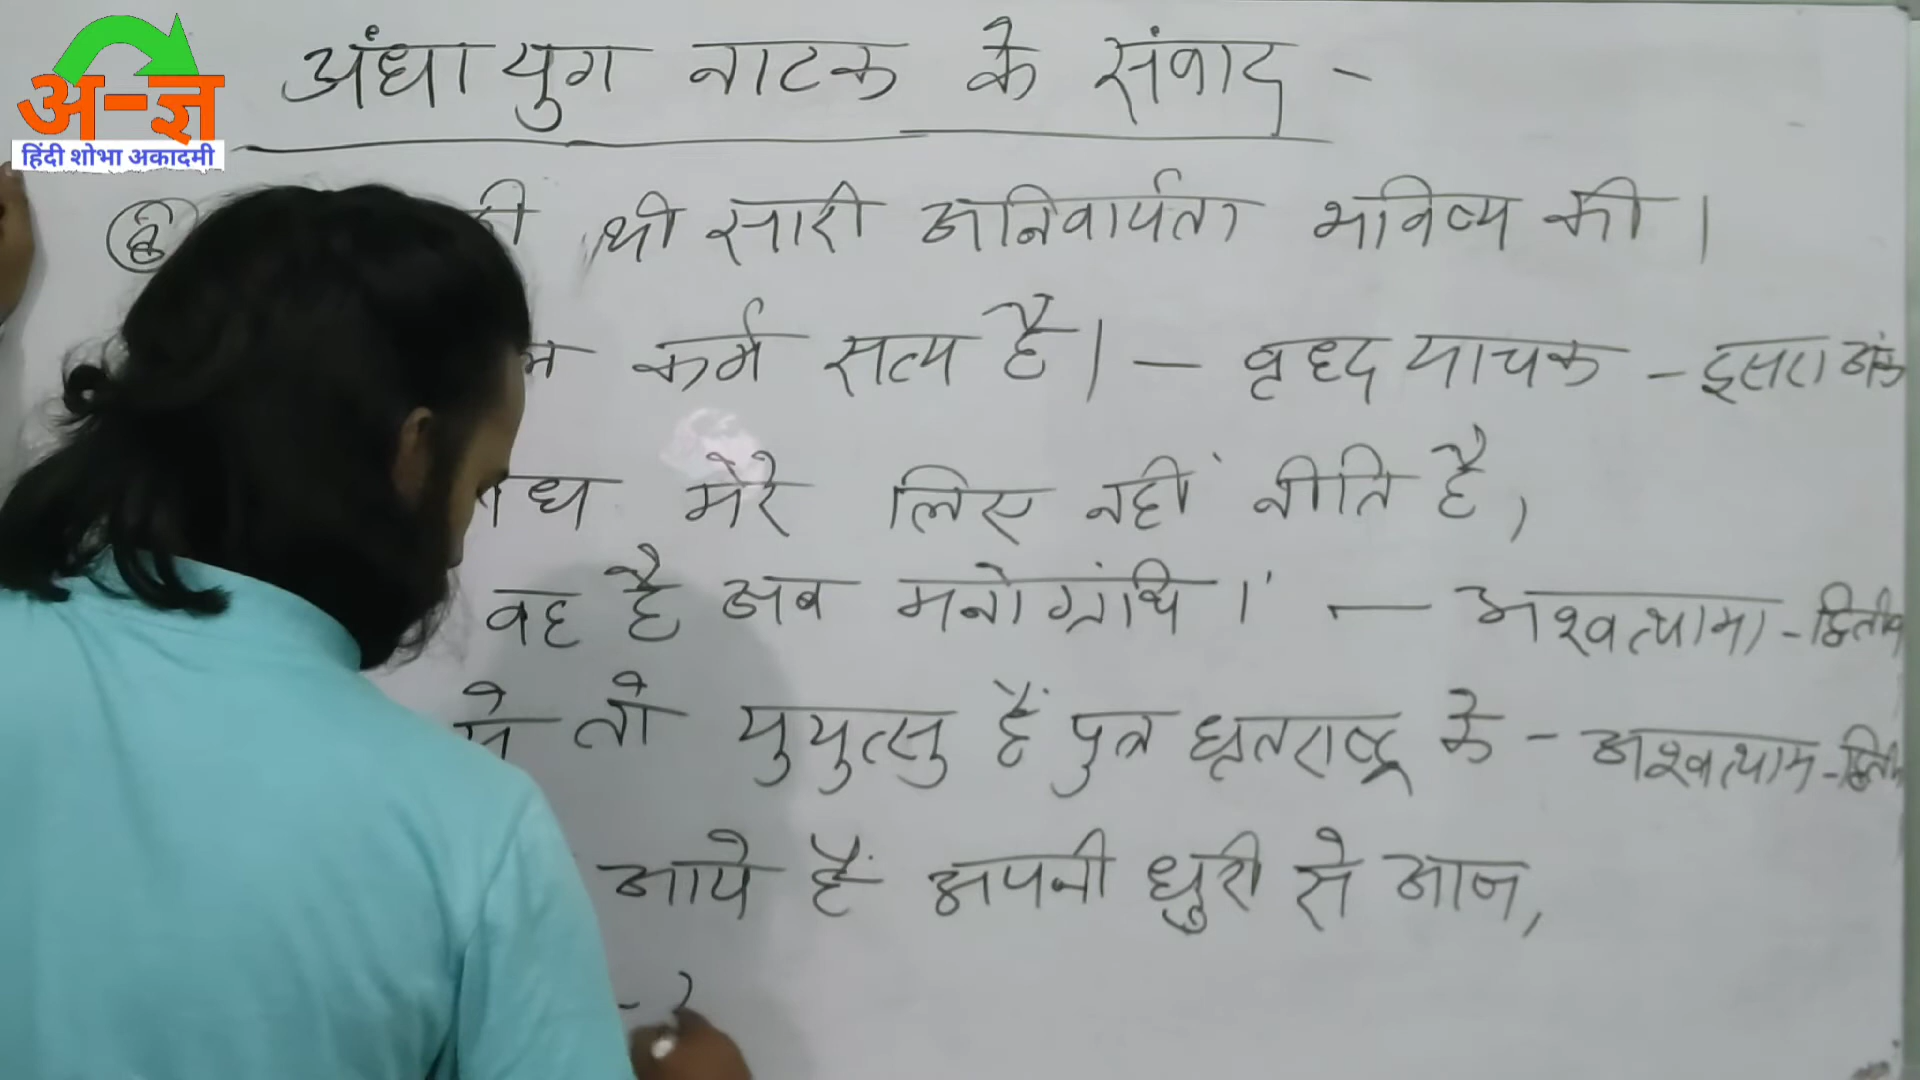 अ-ज्ञ
हिंदी शोभा अकादमी
अंधा युग नाटक के संवाद -
थी सारी अनिवार्यता भविष्य की।
कर्म सत्य है। - वृध्द याचक - दुसरा अंक
मेरे लिए नहीं नीति है,
वह है अब मनोग्रंथि।' - अश्वत्थामा - द्वितीय
तो युयुत्सु हैं पुत्र धृतराष्ट्र के - अश्वत्थाम -
आये हैं अपनी धुरी से आज,